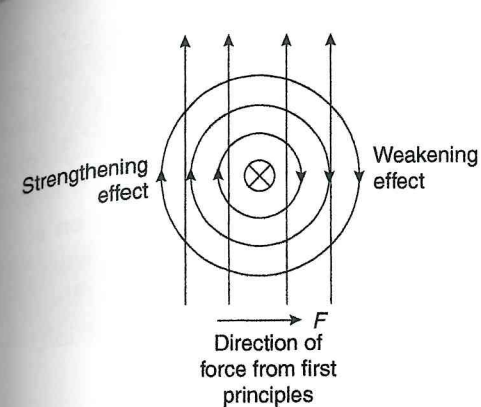 Strengthening
effect
Weakening
effect
F
Direction of
force from first
principles